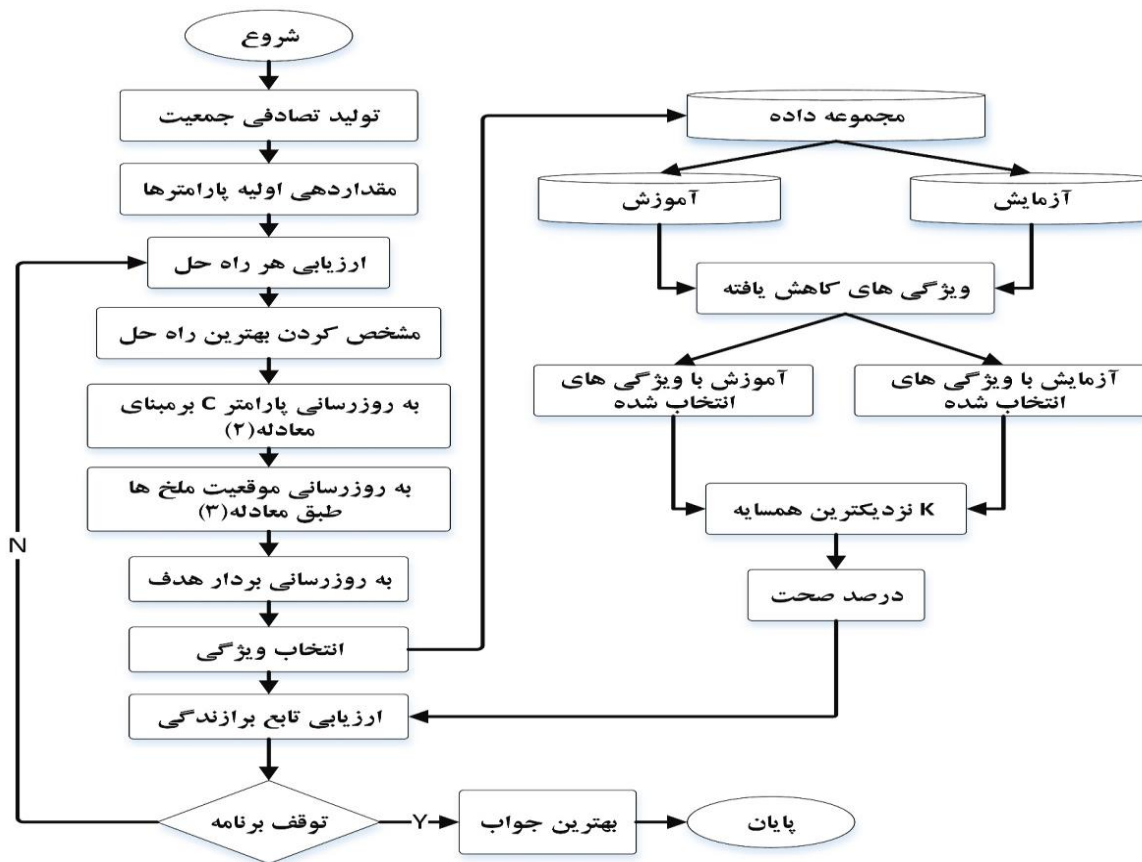 شروع
تولید تصادفی جمعیت
مقداردهی اولیه پارامترها
ارزیابی هر راه حل
مشخص کردن بهترین راه حل
به روزرسانی پارامتر C برمبنای
معادله(۲)
به روزرسانی موقعیت ملخ ها
طبق معادله(۳)
به روزرسانی بردار هدف
انتخاب ویژگی
ارزیابی تابع برازندگی
توقف برنامه
N
Y
بهترین جواب
پایان
مجموعه داده
آموزش
آزمایش
ویژگی های کاهش یافته
آموزش با ویژگی های
انتخاب شده
آزمایش با ویژگی های
انتخاب شده
K نزدیکترین همسایه
درصد صحت